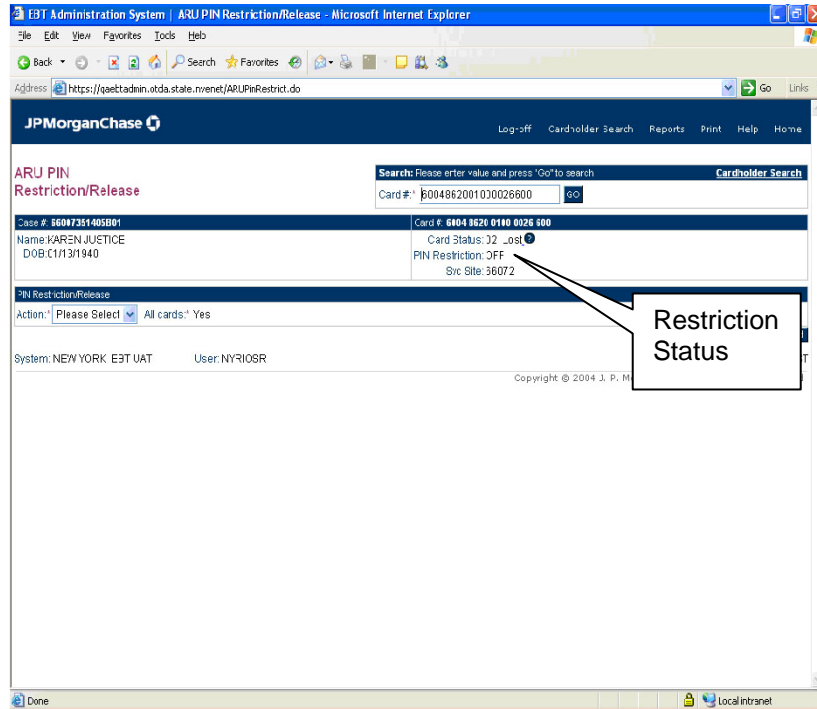 EBT Administration System | ARU PIN Restriction/Release - Microsoft Internet Explorer
File Edit View Favorites Tools Help
Back Search Favorites
Address https://qaebtadmin.otda.state.nyenet/ARUPinRestrict.do Go Links
JPMorganChase
Log-off Cardholder Search Reports Print Help Home
ARU PIN
Restriction/Release
Search: Please enter value and press "Go" to search Cardholder Search
Card #:* 6004862001000026600 GO
Case #: 66007351405B01 Card #: 6004 8620 0100 0026 600
Name: KAREN JUSTICE Card Status: 02 Lost
DOB: 01/13/1940 PIN Restriction: OFF
Svc Site: 66072
PIN Restriction/Release
Action:* Please Select All cards:* Yes
Restriction
Status
System: NEW YORK EBT UAT User: NYRIOSR
Copyright © 2004 J. P. M
Done Local intranet